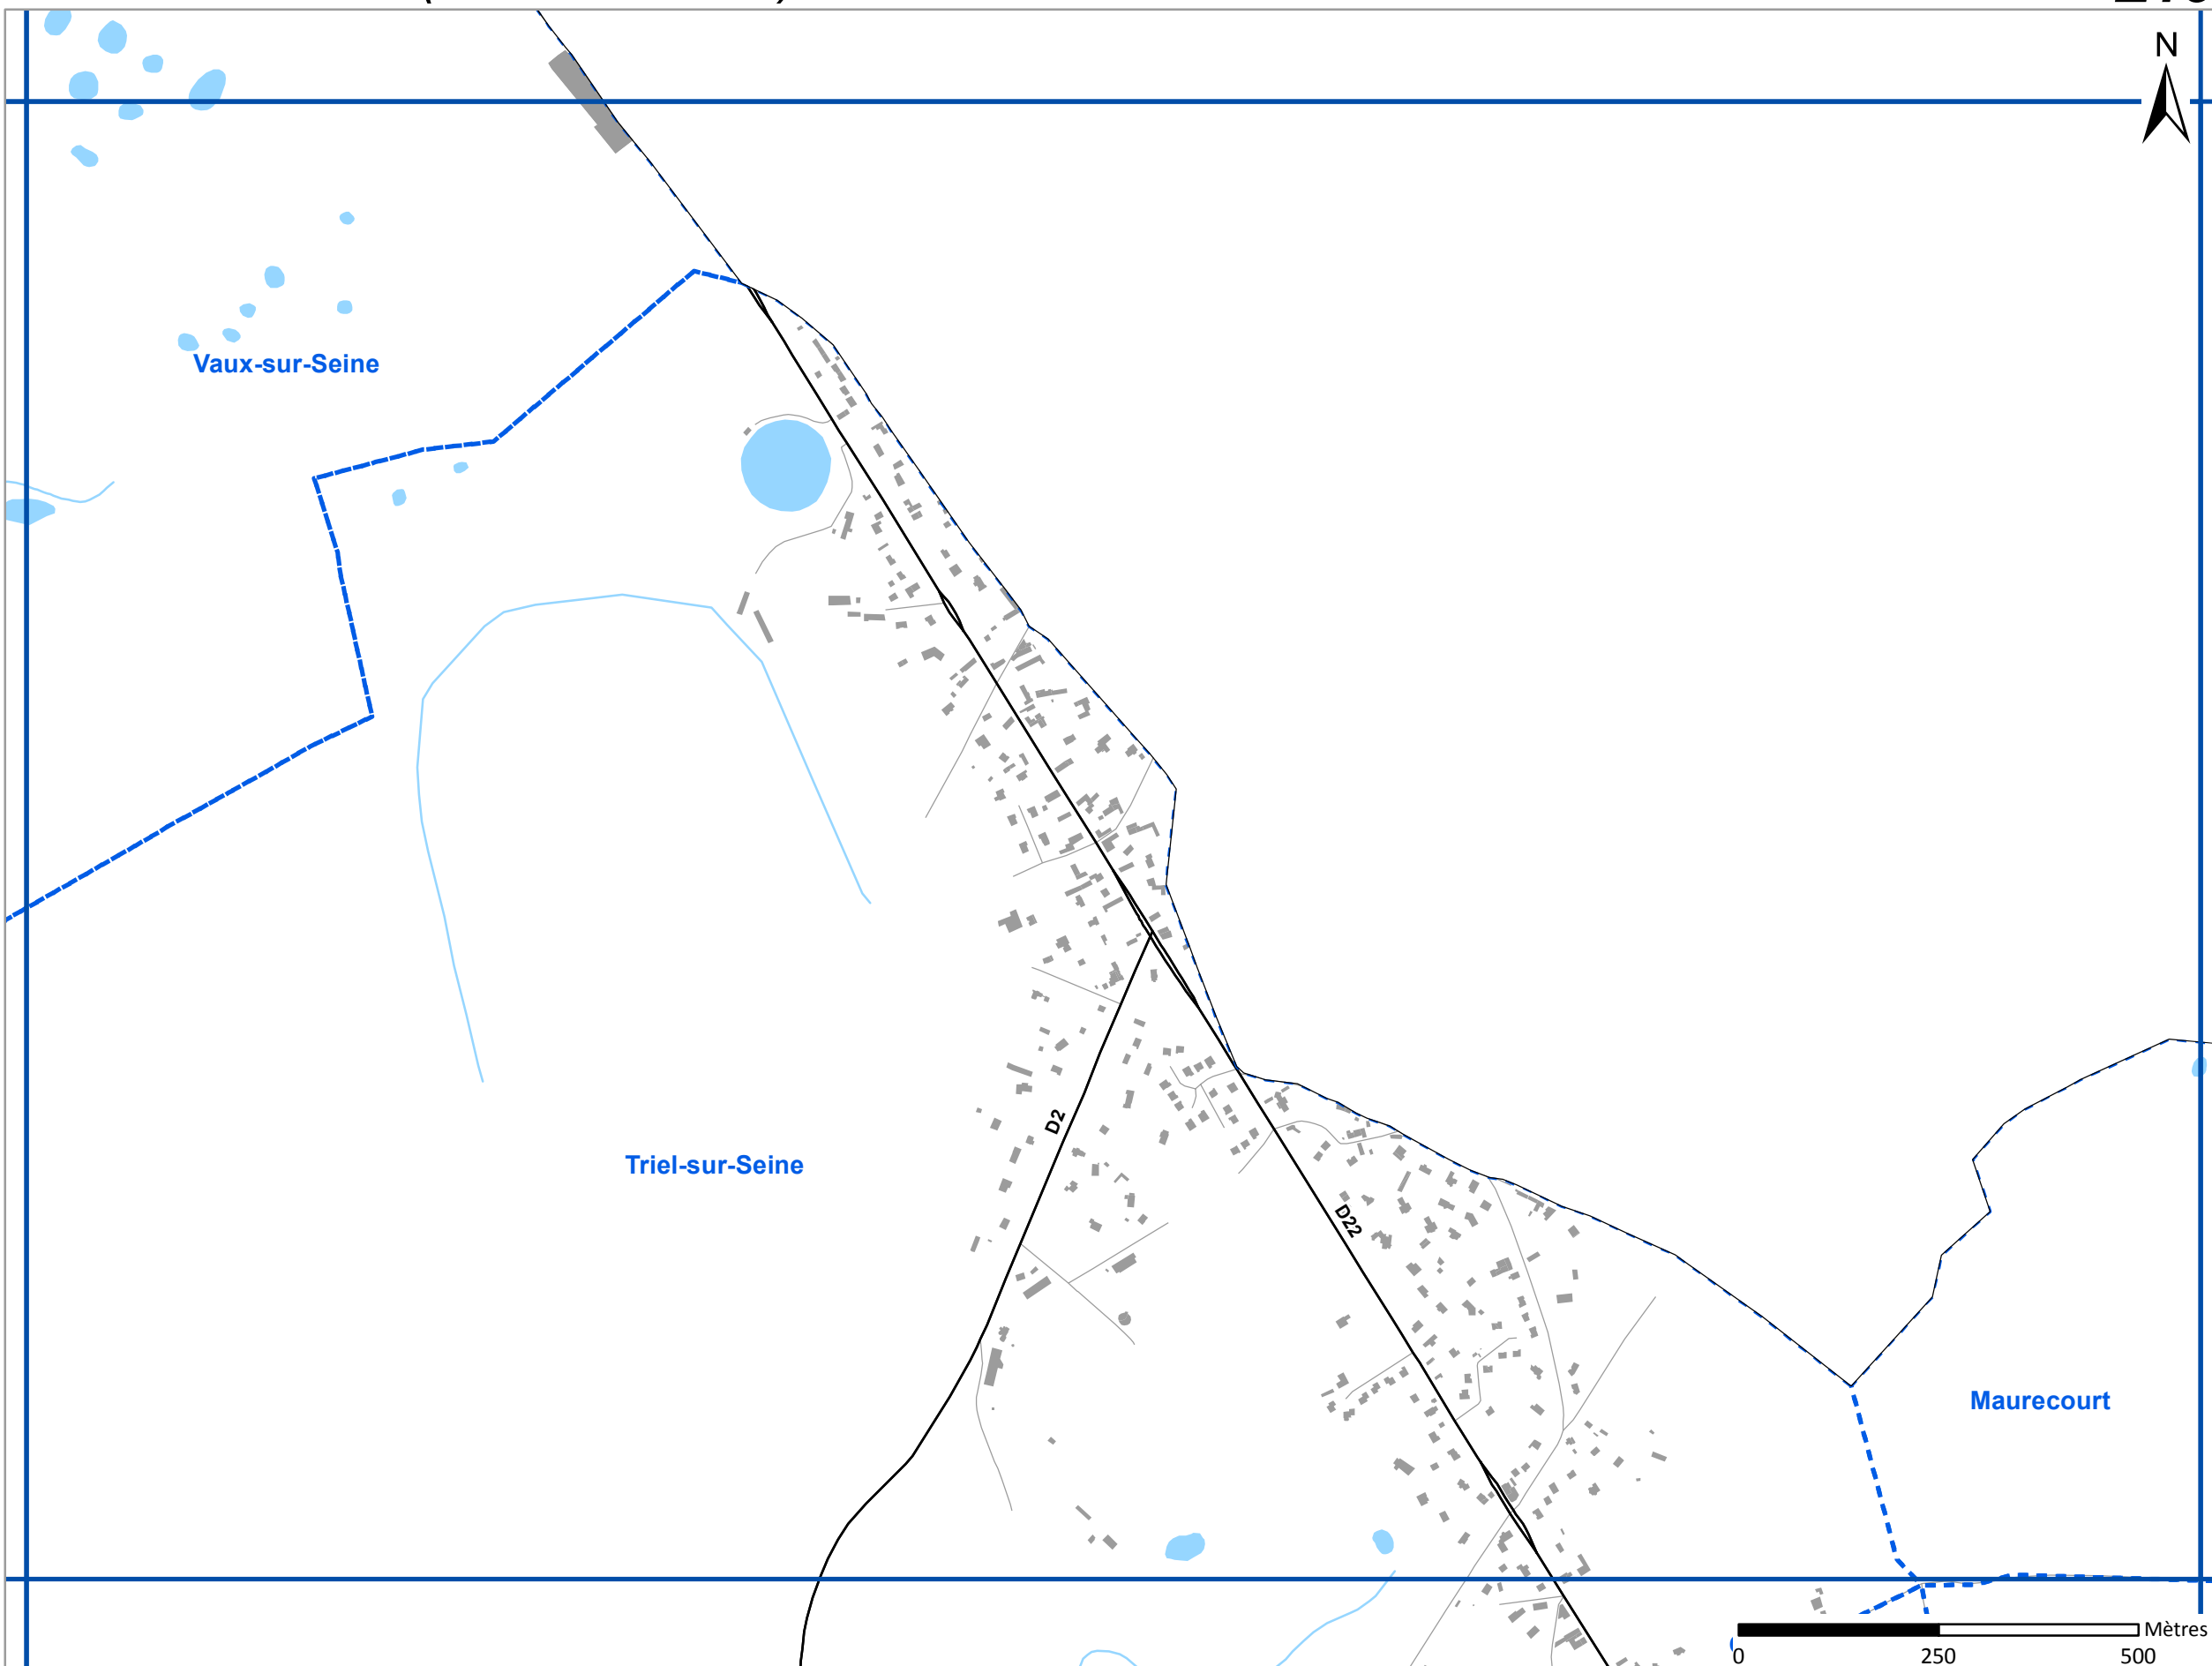 N
Vaux-sur-Seine
D2
Triel-sur-Seine
D22
Maurecourt
Mètres
0 250 500